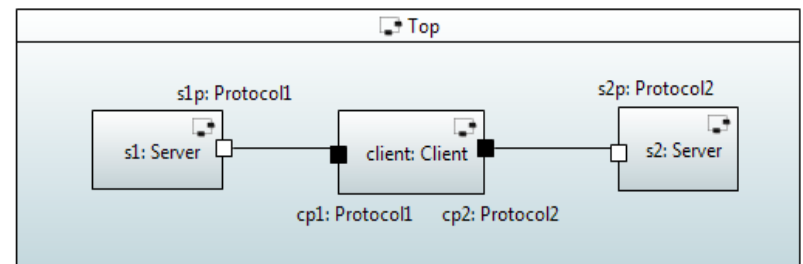 Top
s1p: Protocol1
s2p: Protocol2
s1: Server
client: Client
s2: Server
cp1: Protocol1
cp2: Protocol2